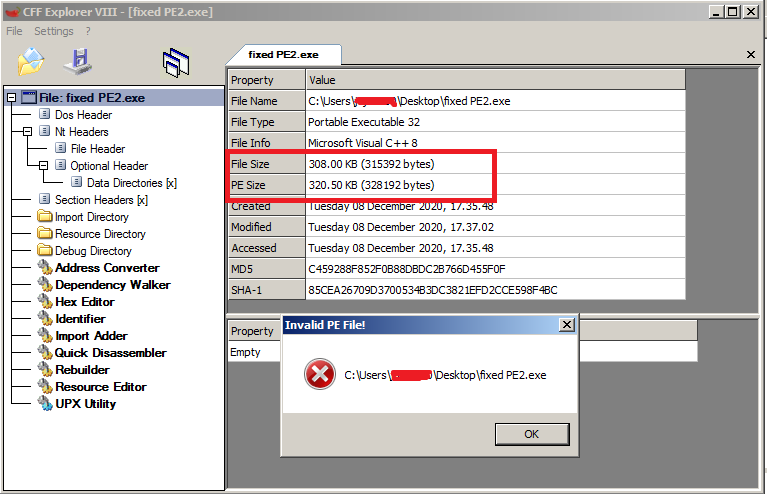 CFF Explorer VIII - [fixed PE2.exe]
File Settings ?
fixed PE2.exe
File: fixed PE2.exe
Dos Header
Nt Headers
File Header
Optional Header
Data Directories [x]
Section Headers [x]
Import Directory
Resource Directory
Debug Directory
Address Converter
Dependency Walker
Hex Editor
Identifier
Import Adder
Quick Disassembler
Rebuilder
Resource Editor
UPX Utility
Property Value
File Name C:\Users\ \Desktop\fixed PE2.exe
File Type Portable Executable 32
File Info Microsoft Visual C++ 8
File Size 308.00 KB (315392 bytes)
PE Size 320.50 KB (328192 bytes)
Created Tuesday 08 December 2020, 17.35.48
Modified Tuesday 08 December 2020, 17.37.02
Accessed Tuesday 08 December 2020, 17.35.48
MD5 C459288F852F0B88DBDC2B766D455F0F
SHA-1 85CEA26709D3700534B3DC3821EFD2CCE598F4BC
Property
Empty
Invalid PE File!
C:\Users\ \Desktop\fixed PE2.exe
OK